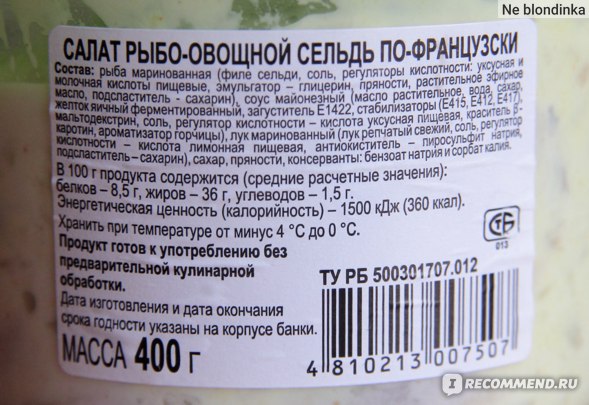 Ne blondinka
САЛАТ РЫБО-ОВОЩНОЙ СЕЛЬДЬ ПО-ФРАНЦУЗСКИ
Состав: рыба маринованная (филе сельди, соль, регуляторы кислотности: уксусная и
молочная кислоты пищевые, эмульгатор – глицерин, пряности, растительное эфирное
масло, подсластитель - сахарин), соус майонезный (масло растительное, вода, сахар,
желток яичный ферментированный, загуститель Е1422, стабилизаторы (Е415, Е412, Е417),
мальтодекстрин, соль, регулятор кислотности – кислота уксусная пищевая, краситель β-
каротин, ароматизатор горчицы), лук маринованный (лук репчатый свежий, соль, регулятор
кислотности – кислота лимонная пищевая, антиокислитель – пиросульфит натрия,
подсластитель – сахарин), сахар, пряности, консерванты: бензоат натрия и сорбат калия.
В 100 г продукта содержится (средние расчетные значения):
белков – 8,5 г, жиров – 36 г, углеводов – 1,5 г.
Энергетическая ценность (калорийность) – 1500 кДж (360 ккал).
Хранить при температуре от минус 4 °С до 0 °С.
Продукт готов к употреблению без
предварительной кулинарной
обработки.
Дата изготовления и дата окончания
срока годности указаны на корпусе банки.
МАССА 400 г
СТБ
013
ТУ РБ 500301707.012
4 810213 007507
I RECOMMEND.RU